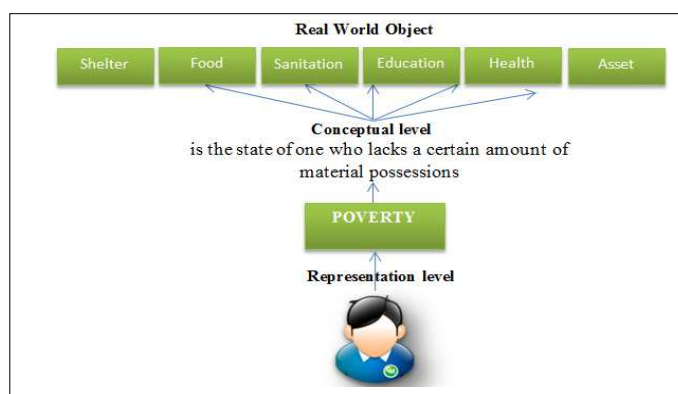 Real World Object
Shelter Food Sanitation Education Health Asset
Conceptual level
is the state of one who lacks a certain amount of
material possessions
POVERTY
Representation level